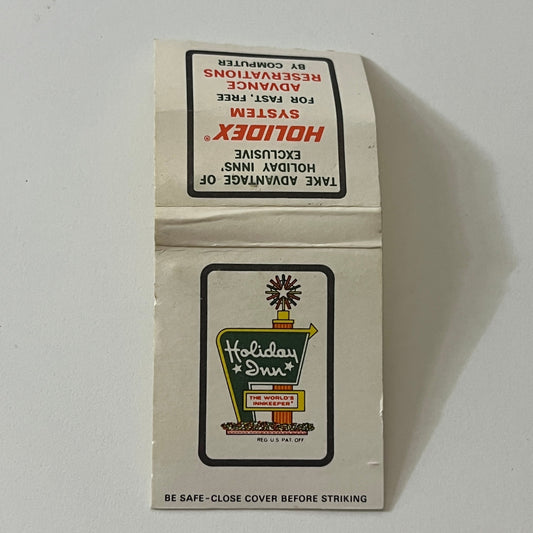 TAKE ADVANTAGE OF
HOLIDAY INNS'
EXCLUSIVE
HOLIDEX®
SYSTEM
FOR FAST, FREE
ADVANCE
RESERVATIONS
BY COMPUTER
Holiday
Inn
THE WORLD'S
INNKEEPER®
REG U S PAT. OFF
BE SAFE-CLOSE COVER BEFORE STRIKING